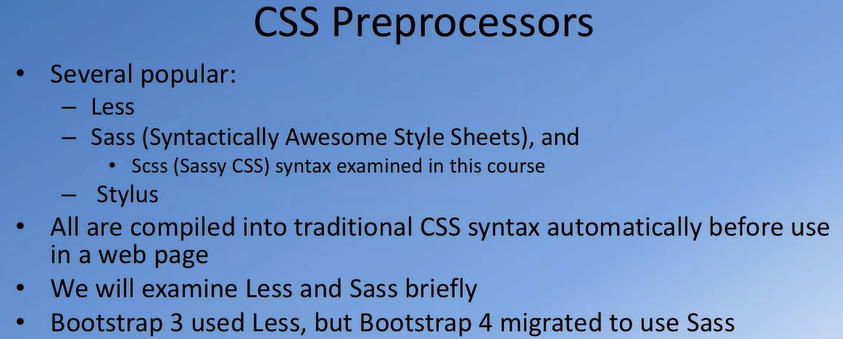 CSS Preprocessors
• Several popular:
– Less
– Sass (Syntactically Awesome Style Sheets), and
• Scss (Sassy CSS) syntax examined in this course
– Stylus
• All are compiled into traditional CSS syntax automatically before use
in a web page
• We will examine Less and Sass briefly
• Bootstrap 3 used Less, but Bootstrap 4 migrated to use Sass